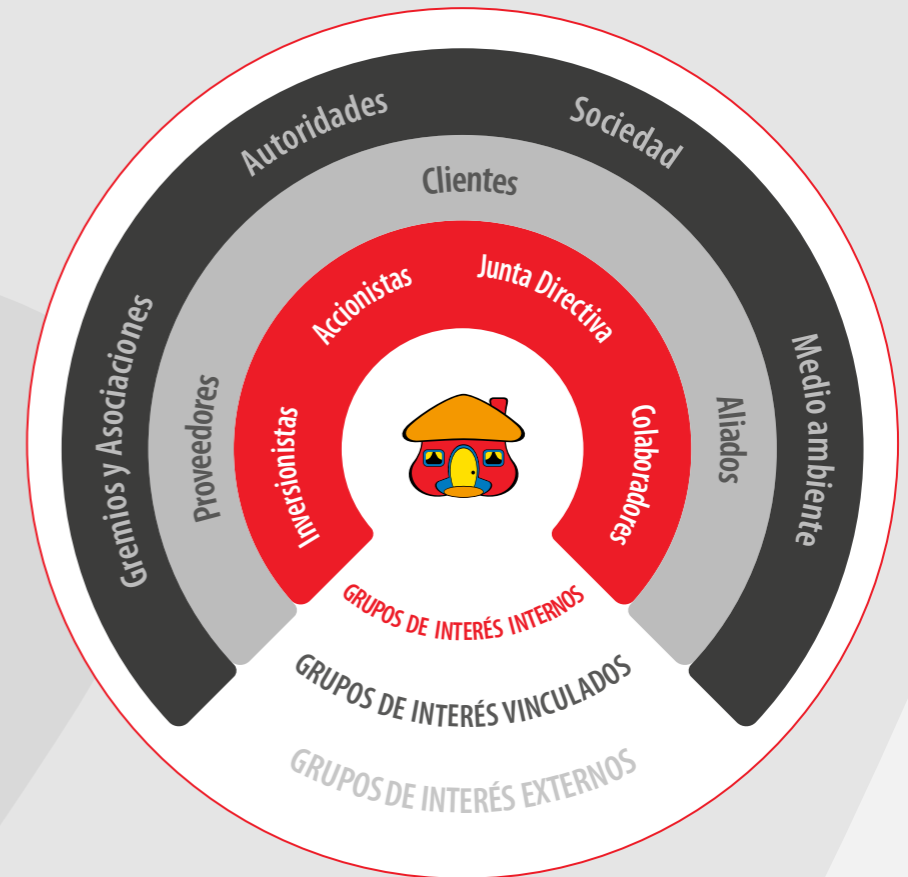 Autoridades
Sociedad
Gremios y Asociaciones
Medio ambiente
Clientes
Proveedores
Aliados
Accionistas
Junta Directiva
Inversionistas
Colaboradores
GRUPOS DE INTERÉS INTERNOS
GRUPOS DE INTERÉS VINCULADOS
GRUPOS DE INTERÉS EXTERNOS